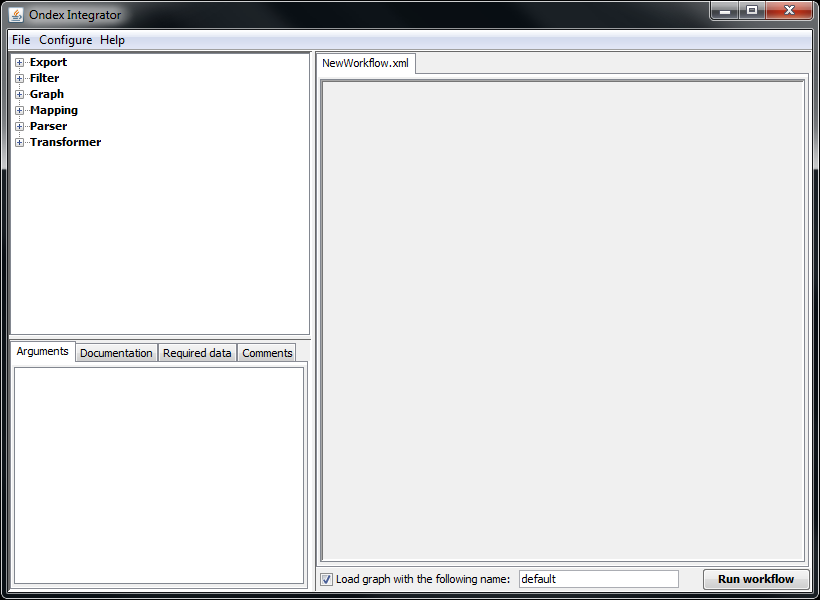 Ondex Integrator
File Configure Help
Export
Filter
Graph
Mapping
Parser
Transformer
Arguments Documentation Required data Comments
NewWorkflow.xml
Load graph with the following name: default Run workflow